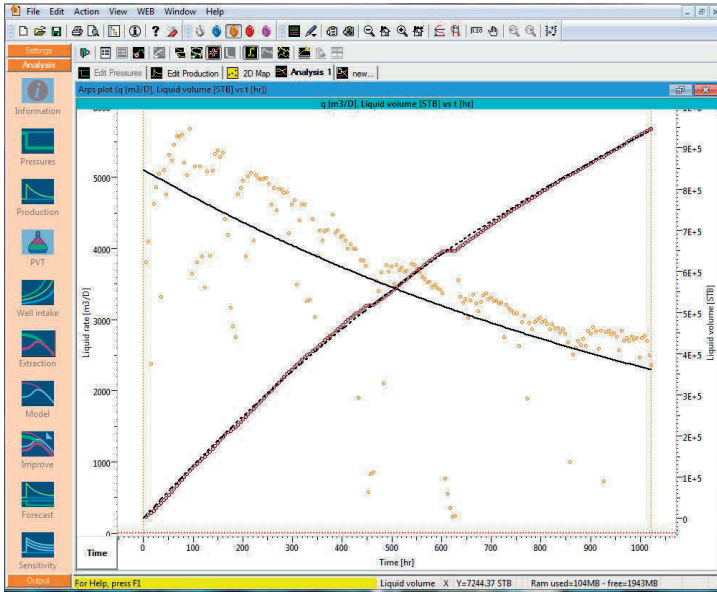 File Edit Action View WEB Window Help
Settings
Analysis
Information
Pressures
Production
PVT
Well intake
Extraction
Model
Improve
Forecast
Sensitivity
Output
Edit Pressures Edit Production 2D Map Analysis 1 new...
Arps plot (q [m3/D], Liquid volume [STB] vs t [hr])
q [m3/D], Liquid volume [STB] vs t [hr]
Liquid rate [m3/D]
5000
4000
3000
2000
1000
0
9E+5
8E+5
7E+5
6E+5
5E+5
4E+5
3E+5
2E+5
1E+5
0
Liquid volume [STB]
0 100 200 300 400 500 600 700 800 900 1000
Time [hr]
Time
For Help, press F1
Liquid volume X Y=7244.37 STB Ram used=104MB - free=1943MB